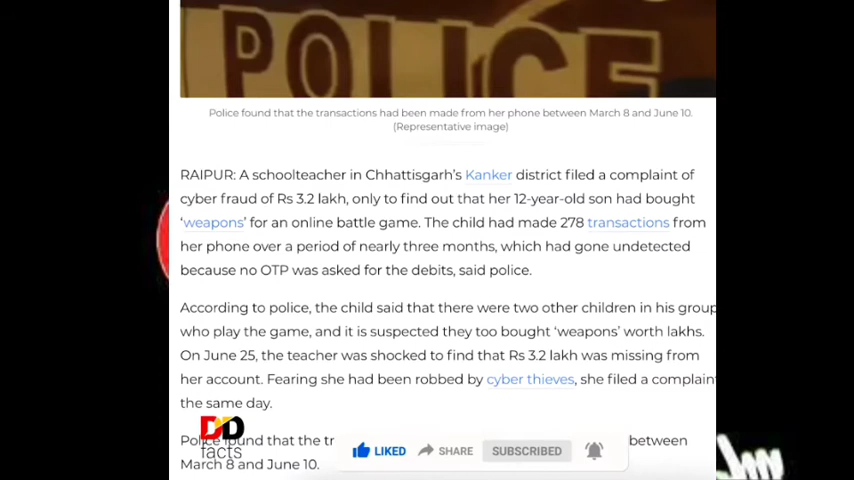 POLICE
Police found that the transactions had been made from her phone between March 8 and June 10.
(Representative image)
RAIPUR: A schoolteacher in Chhattisgarh's Kanker district filed a complaint of
cyber fraud of Rs 3.2 lakh, only to find out that her 12-year-old son had bought
'weapons' for an online battle game. The child had made 278 transactions from
her phone over a period of nearly three months, which had gone undetected
because no OTP was asked for the debits, said police.
According to police, the child said that there were two other children in his group
who play the game, and it is suspected they too bought 'weapons' worth lakhs.
On June 25, the teacher was shocked to find that Rs 3.2 lakh was missing from
her account. Fearing she had been robbed by cyber thieves, she filed a complaint
the same day.
Police found that the tr between
March 8 and June 10.
DD
facts
LIKED SHARE SUBSCRIBED